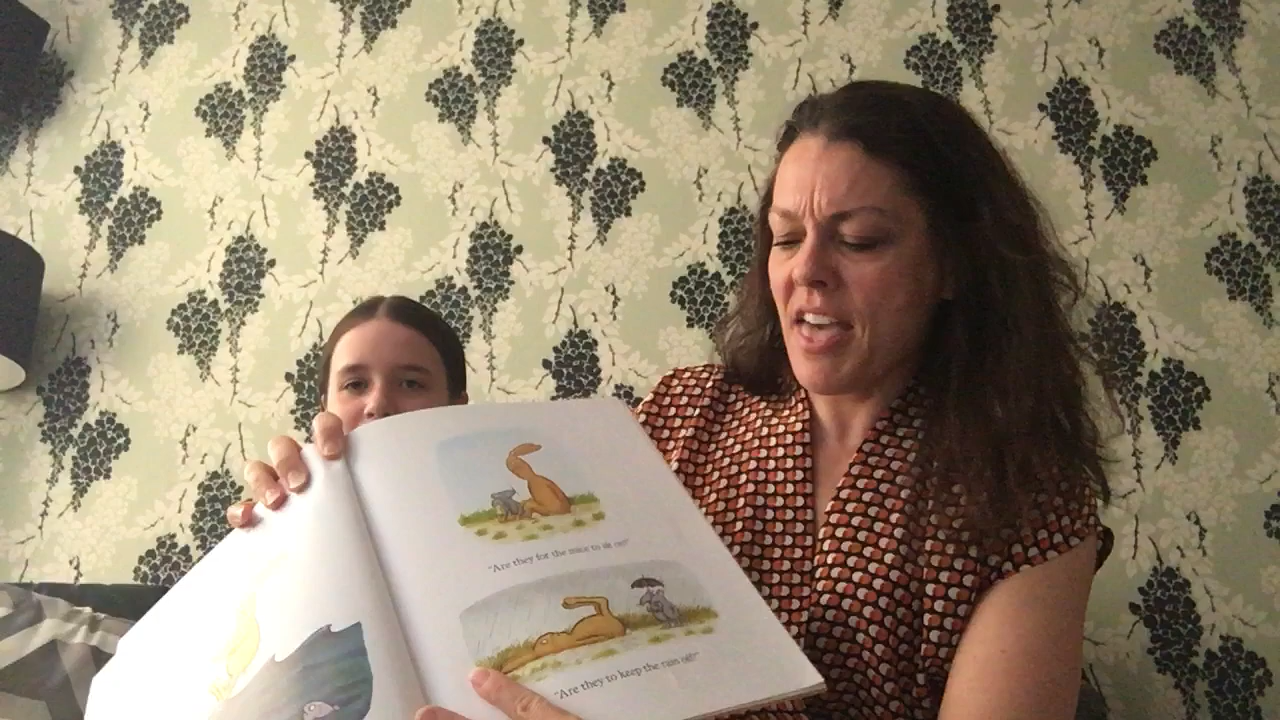 "Are they for the mice to sit on?"
"Are they to keep the rain off?"